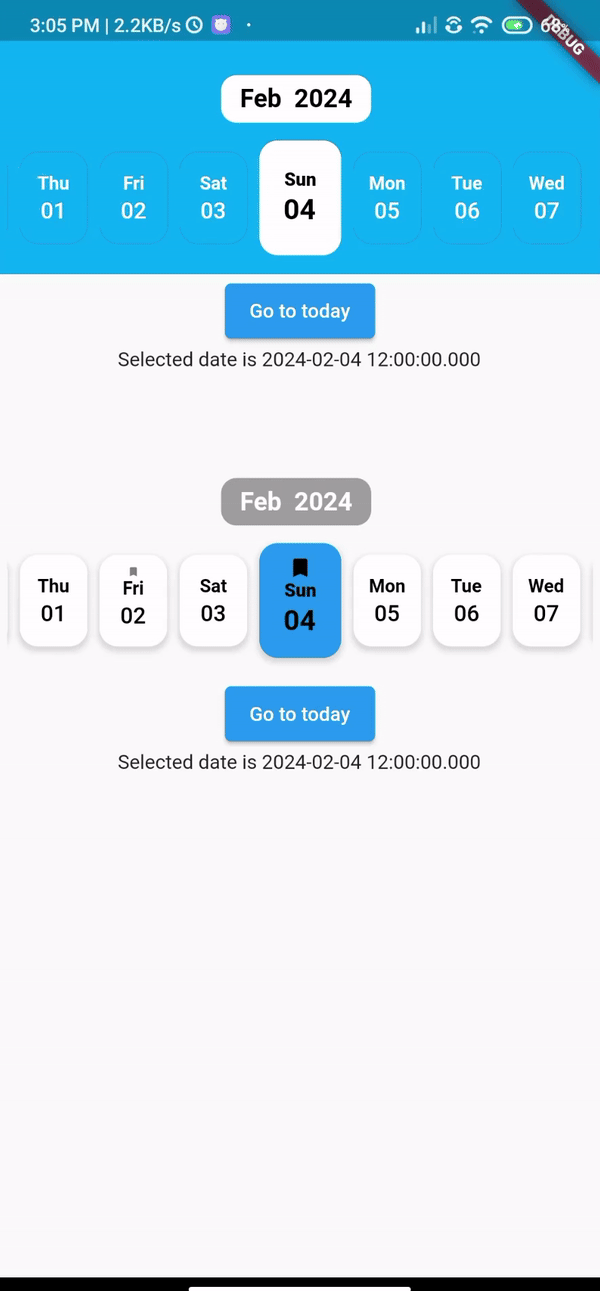 3:05 PM | 2.2KB/s
DEBUG
Feb 2024
Thu Fri Sat Sun Mon Tue Wed
01 02 03 04 05 06 07
Go to today
Selected date is 2024-02-04 12:00:00.000
Feb 2024
Thu Fri Sat Sun Mon Tue Wed
01 02 03 04 05 06 07
Go to today
Selected date is 2024-02-04 12:00:00.000